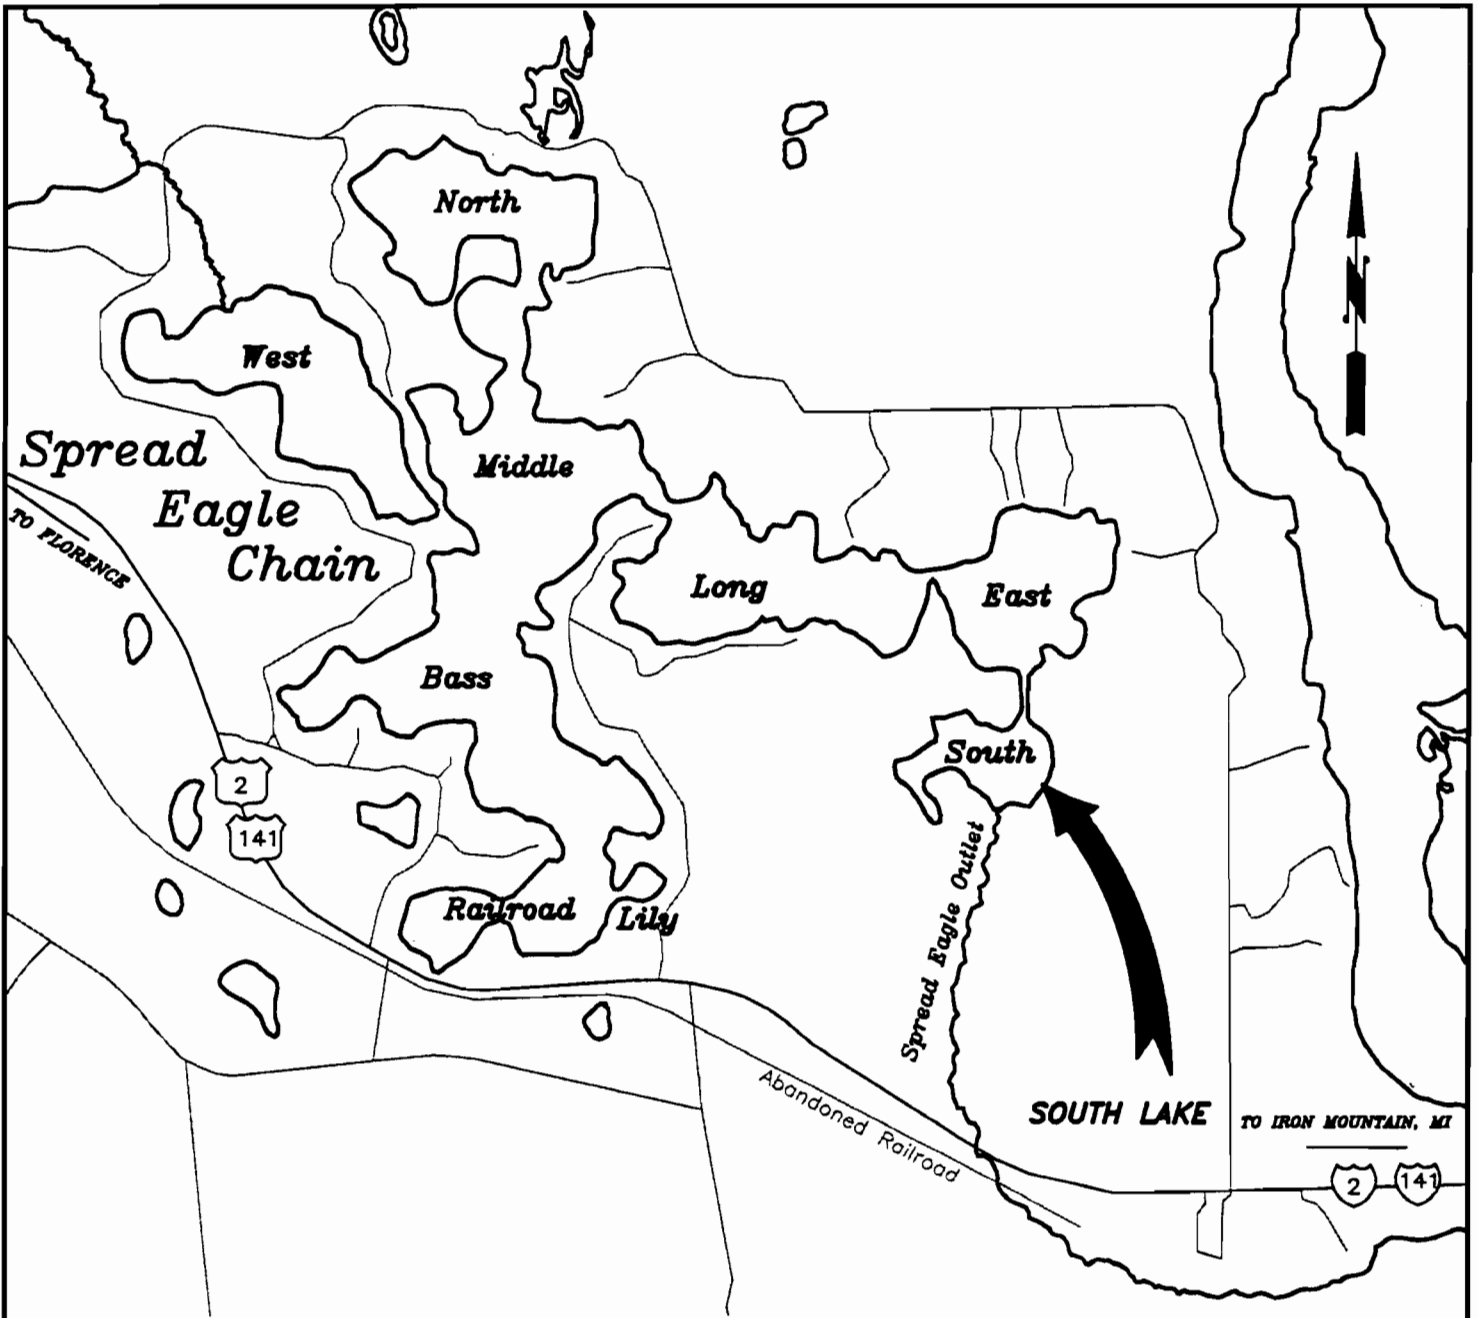 North
N
West
Spread
Eagle
Chain
Middle
TO FLORENCE
Long
East
Bass
South
2
141
Spread Eagle Outlet
Railroad
Lily
Abandoned Railroad
SOUTH LAKE
TO IRON MOUNTAIN, MI
2
141